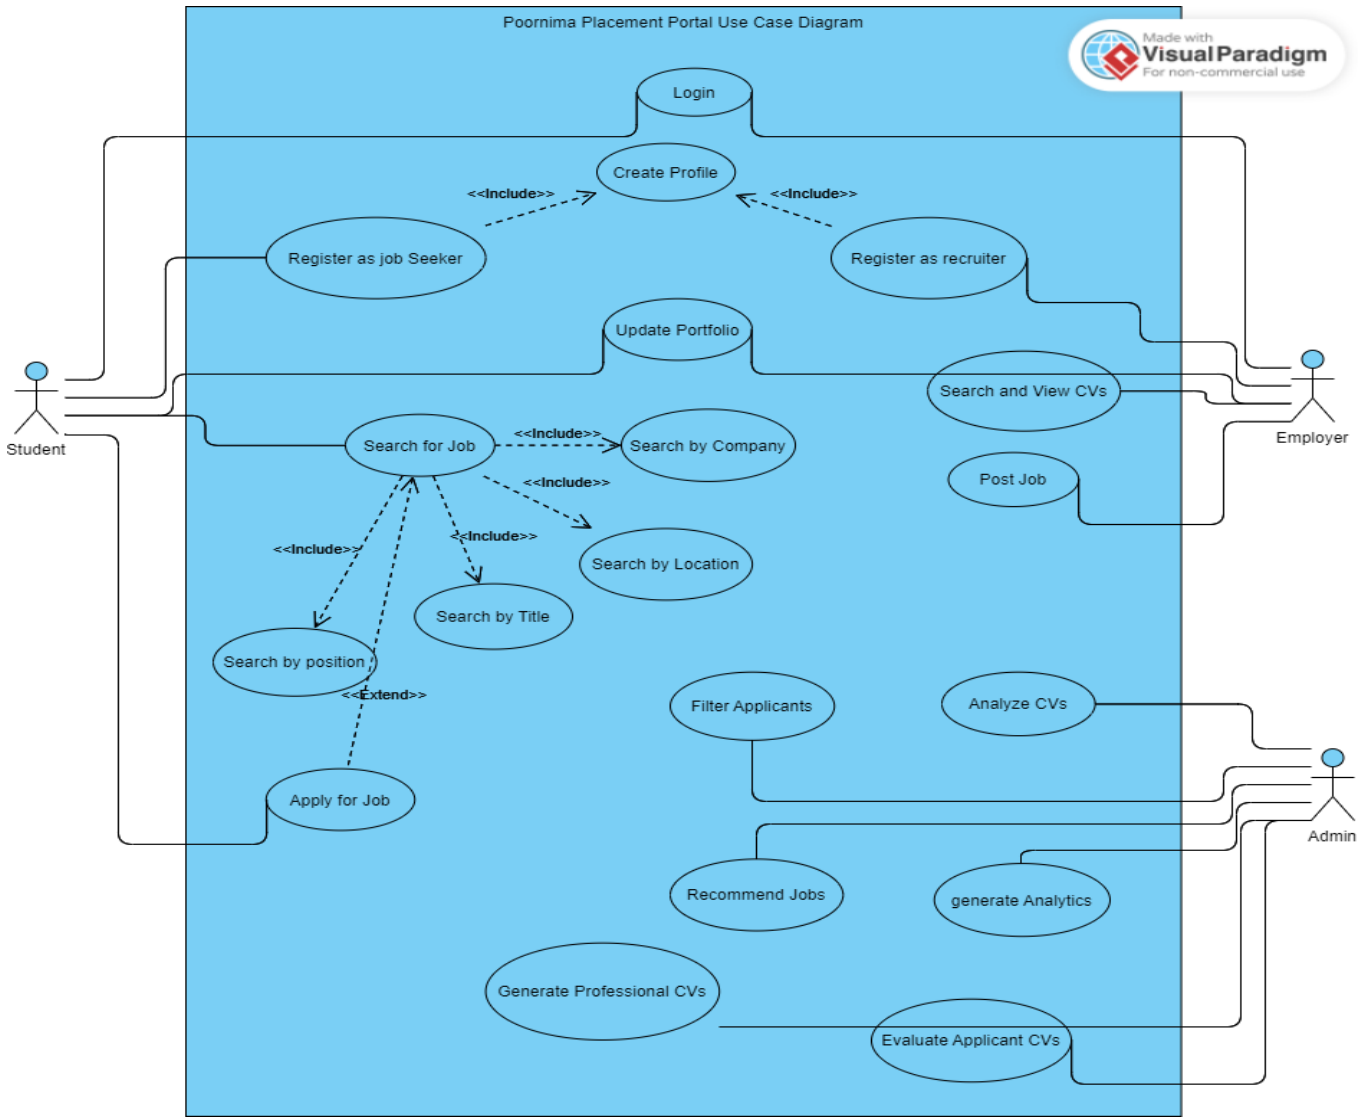 Poornima Placement Portal Use Case Diagram
Made with
Visual Paradigm
For non-commercial use
Login
Create Profile
<<Include>>
<<Include>>
Register as job Seeker
Register as recruiter
Update Portfolio
Search and View CVs
Student
Employer
Search for Job
<<Include>>
Search by Company
<<Include>>
Post Job
<<Include>>
<<Include>>
Search by Location
Search by Title
Search by position
<<Extend>>
Filter Applicants
Analyze CVs
Apply for Job
Admin
Recommend Jobs
generate Analytics
Generate Professional CVs
Evaluate Applicant CVs